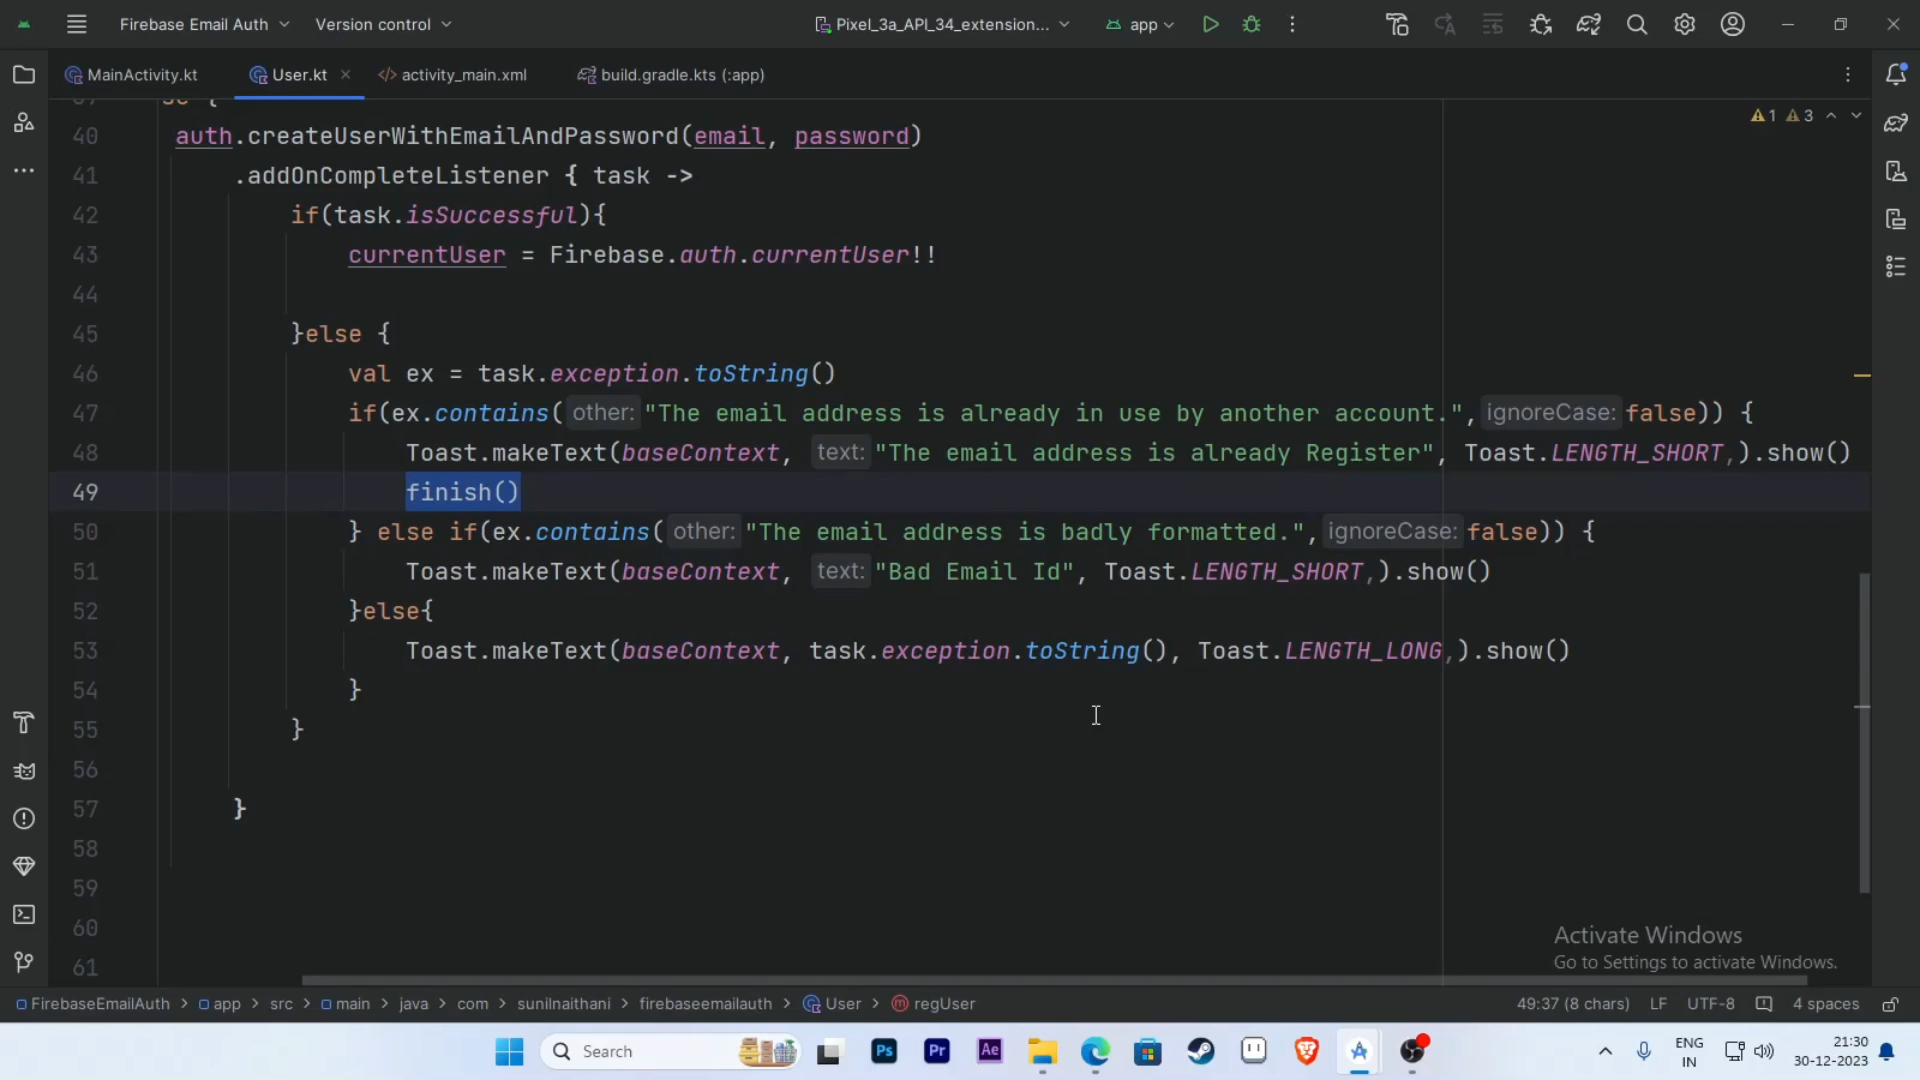 Firebase Email Auth
Version control
Pixel_3a_API_34_extension...
app
MainActivity.kt
User.kt
activity_main.xml
build.gradle.kts (:app)
1 3
40 auth.createUserWithEmailAndPassword(email, password)
41 .addOnCompleteListener { task ->
42 if(task.isSuccessful){
43 currentUser = Firebase.auth.currentUser!!
44
45 }else {
46 val ex = task.exception.toString()
47 if(ex.contains( other: "The email address is already in use by another account.", ignoreCase: false)) {
48 Toast.makeText(baseContext, text: "The email address is already Register", Toast.LENGTH_SHORT,).show()
49 finish()
50 } else if(ex.contains( other: "The email address is badly formatted.", ignoreCase: false)) {
51 Toast.makeText(baseContext, text: "Bad Email Id", Toast.LENGTH_SHORT,).show()
52 }else{
53 Toast.makeText(baseContext, task.exception.toString(), Toast.LENGTH_LONG,).show()
54 }
55 }
56
57 }
58
59
60
61
Activate Windows
Go to Settings to activate Windows.
FirebaseEmailAuth > app > src > main > java > com > sunilnaithani > firebaseemailauth > User > regUser
49:37 (8 chars) LF UTF-8 4 spaces
Search
Ps
Pr
Ae
ENG
IN
21:30
30-12-2023